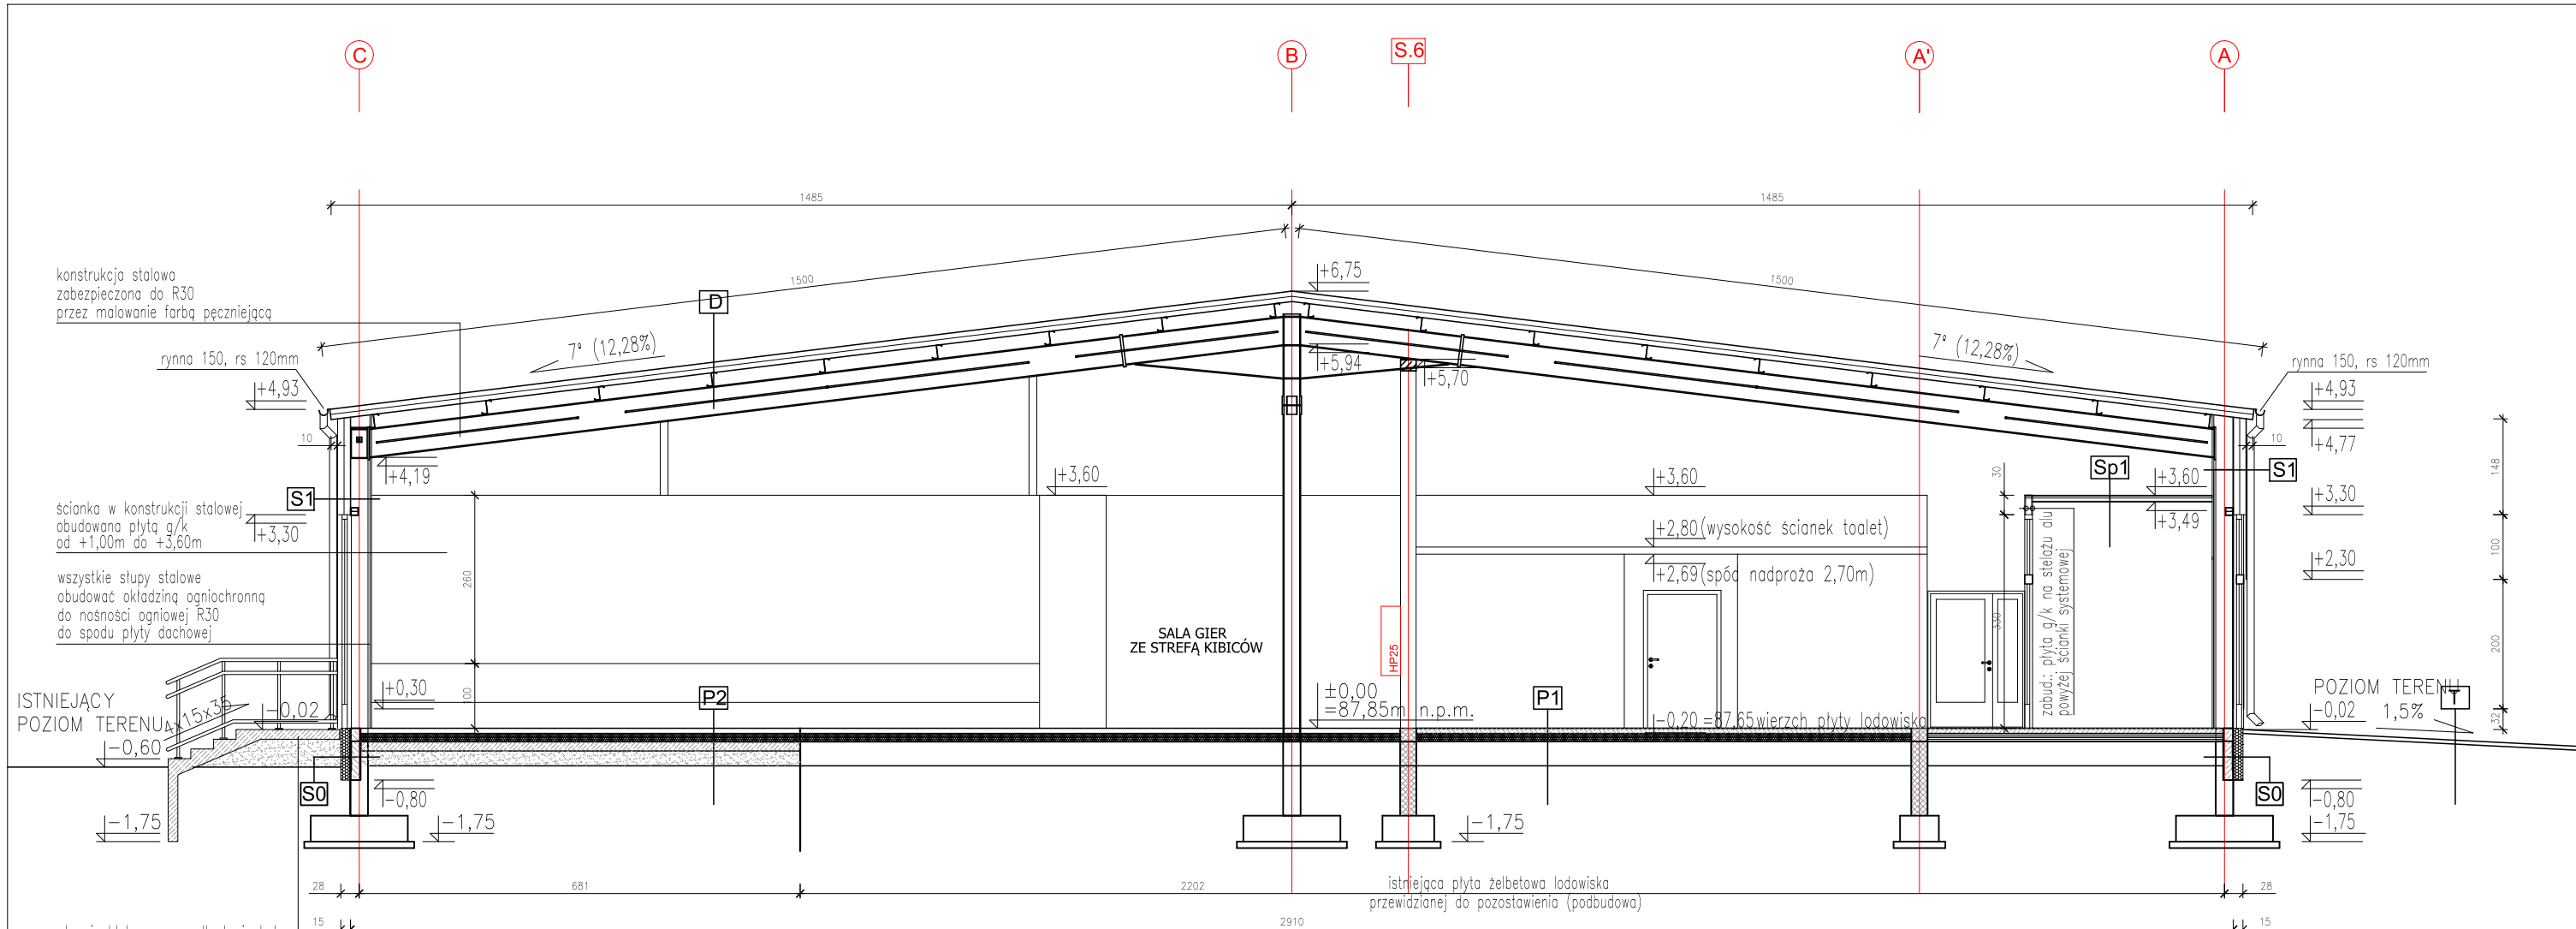 C
B
S.6
A'
A
1485
1485
konstrukcja stalowa
zabezpieczona do R30
przez malowanie farbą pęczniejącą
1500
1500
D
+6,75
7° (12,28%)
7° (12,28%)
rynna 150, rs 120mm
rynna 150, rs 120mm
+5,94
+5,70
+4,93
+4,93
10
10
+4,77
+4,19
148
S1
+3,60
+3,60
30
Sp1
+3,60
S1
ścianka w konstrukcji stalowej
obudowana płytą g/k
od +1,00m do +3,60m
+3,30
+3,30
+3,49
+2,80(wysokość ścianek toalet)
100
260
+2,69(spód nadproża 2,70m)
+2,30
wszystkie słupy stalowe
obudować okładziną ogniochronną
do nośności ogniowej R30
do spodu płyty dachowej
SALA GIER
ZE STREFĄ KIBICÓW
HP25
330
zabud.: płyta g/k na stelażu alu
powyżej ścianki systemowej
200
ISTNIEJĄCY
POZIOM TERENU
4x15x35
+0,30
100
P2
±0,00
=87,85m n.p.m.
P1
POZIOM TERENU
T
-0,02
-0,20 =87,65wierzch płyty lodowiska
-0,02
1,5%
32
-0,60
S0
-0,80
S0
-0,80
-1,75
-1,75
-1,75
-1,75
28
681
2202
istniejąca płyta żelbetowa lodowiska
przewidzianej do pozostawienia (podbudowa)
28
15
2910
15